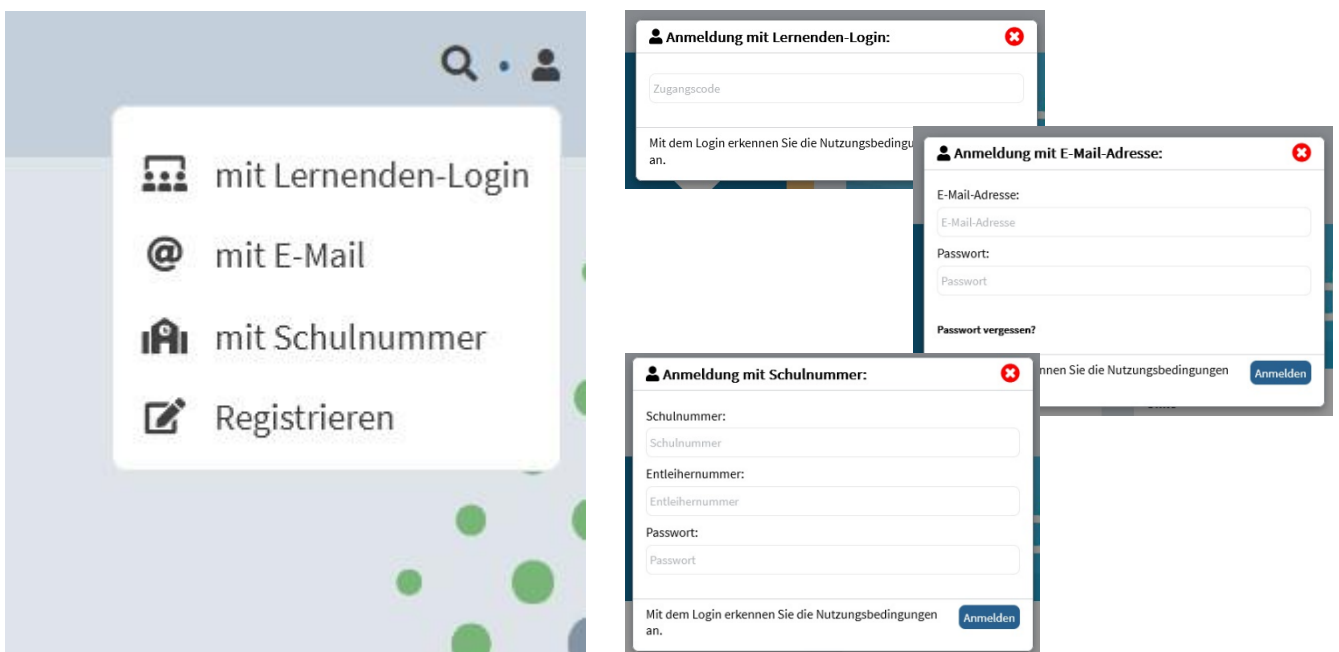 mit Lernenden-Login
mit E-Mail
mit Schulnummer
Registrieren
Anmeldung mit Lernenden-Login:
Zugangscode
Mit dem Login erkennen Sie die
an.
Anmeldung mit E-Mail-Adresse:
E-Mail-Adresse:
E-Mail-Adresse
Passwort:
Passwort
Passwort vergessen?
Sie die Nutzungsbedingungen
Anmelden
Anmeldung mit Schulnummer:
Schulnummer:
Schulnummer
Entleihernummer:
Entleihernummer
Passwort:
Passwort
Mit dem Login erkennen Sie die Nutzungsbedingungen
an.
Anmelden